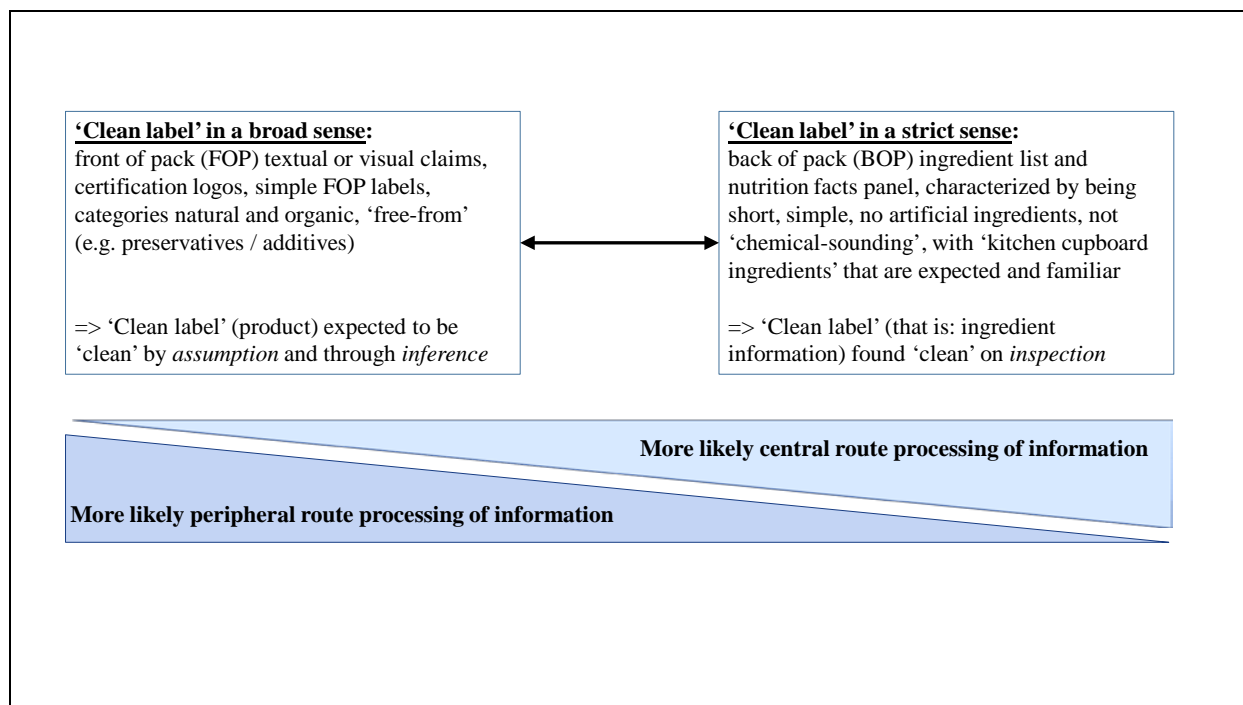 ‘Clean label’ in a broad sense:
front of pack (FOP) textual or visual claims,
certification logos, simple FOP labels,
categories natural and organic, ‘free-from’
(e.g. preservatives / additives)
=> ‘Clean label’ (product) expected to be
‘clean’ by assumption and through inference
‘Clean label’ in a strict sense:
back of pack (BOP) ingredient list and
nutrition facts panel, characterized by being
short, simple, no artificial ingredients, not
‘chemical-sounding’, with ‘kitchen cupboard
ingredients’ that are expected and familiar
=> ‘Clean label’ (that is: ingredient
information) found ‘clean’ on inspection
More likely central route processing of information
More likely peripheral route processing of information